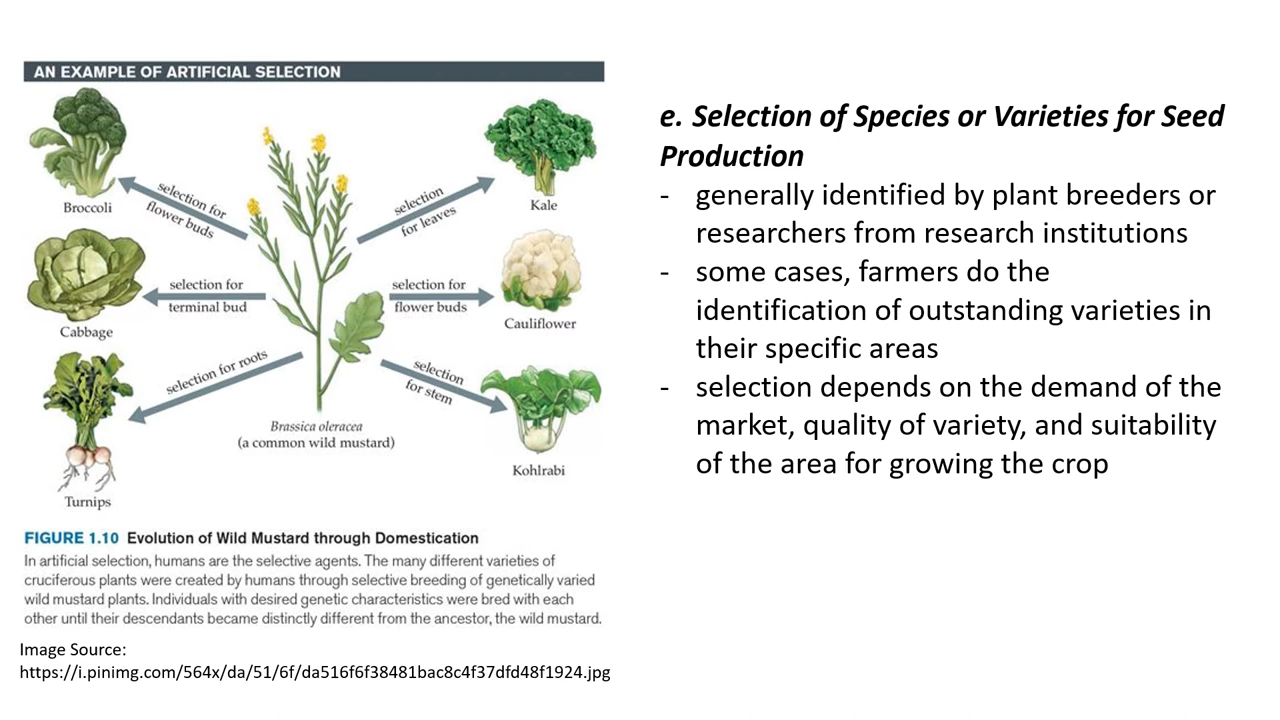 AN EXAMPLE OF ARTIFICIAL SELECTION
Broccoli
selection for
flower buds
selection
for leaves
Kale
Cabbage
selection for
terminal bud
selection for
flower buds
Cauliflower
Turnips
selection for roots
selection
for stem
Kohlrabi
Brassica oleracea
(a common wild mustard)
FIGURE 1.10 Evolution of Wild Mustard through Domestication
In artificial selection, humans are the selective agents. The many different varieties of
cruciferous plants were created by humans through selective breeding of genetically varied
wild mustard plants. Individuals with desired genetic characteristics were bred with each
other until their descendants became distinctly different from the ancestor, the wild mustard.
Image Source:
https://i.pinimg.com/564x/da/51/6f/da516f6f38481bac8c4f37dfd48f1924.jpg
e. Selection of Species or Varieties for Seed
Production
- generally identified by plant breeders or
researchers from research institutions
- some cases, farmers do the
identification of outstanding varieties in
their specific areas
- selection depends on the demand of the
market, quality of variety, and suitability
of the area for growing the crop